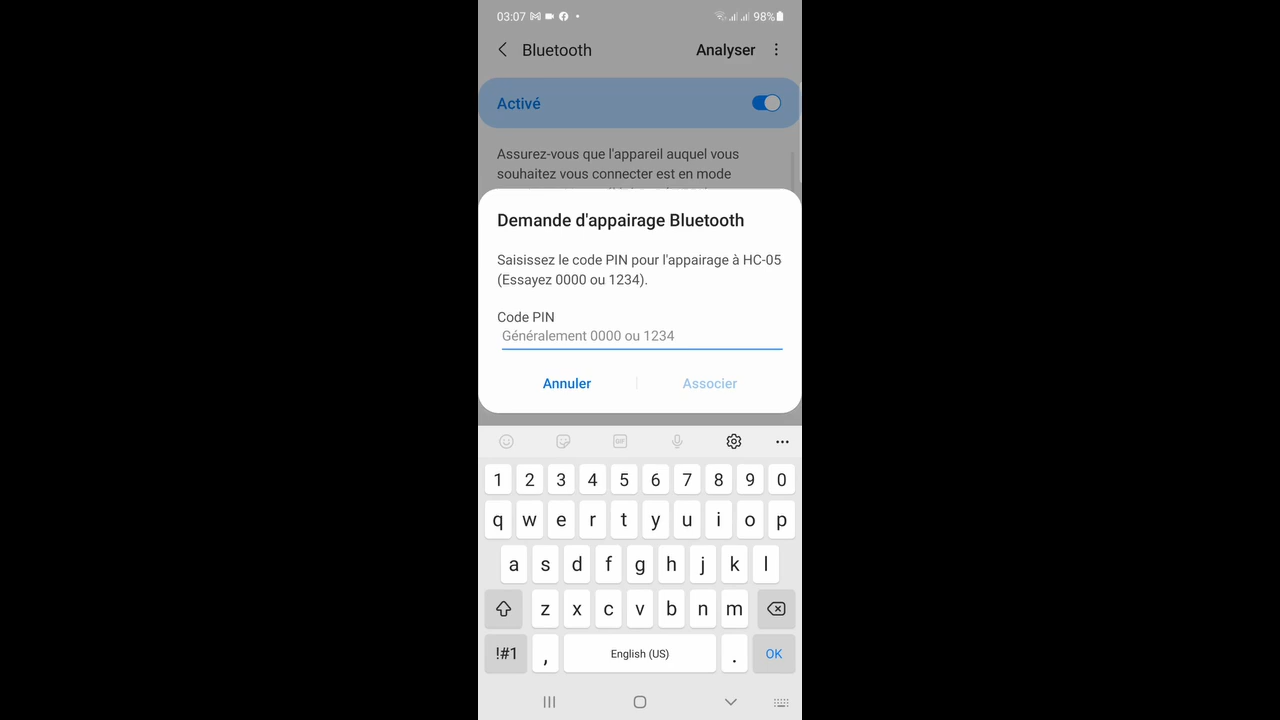 03:07 98%
Bluetooth Analyser
Activé
Assurez-vous que l'appareil auquel vous
souhaitez vous connecter est en mode
Demande d'appairage Bluetooth
Saisissez le code PIN pour l'appairage à HC-05
(Essayez 0000 ou 1234).
Code PIN
Généralement 0000 ou 1234
Annuler Associer
GIF
1 2 3 4 5 6 7 8 9 0
q w e r t y u i o p
a s d f g h j k l
z x c v b n m
!#1 , English (US) . OK